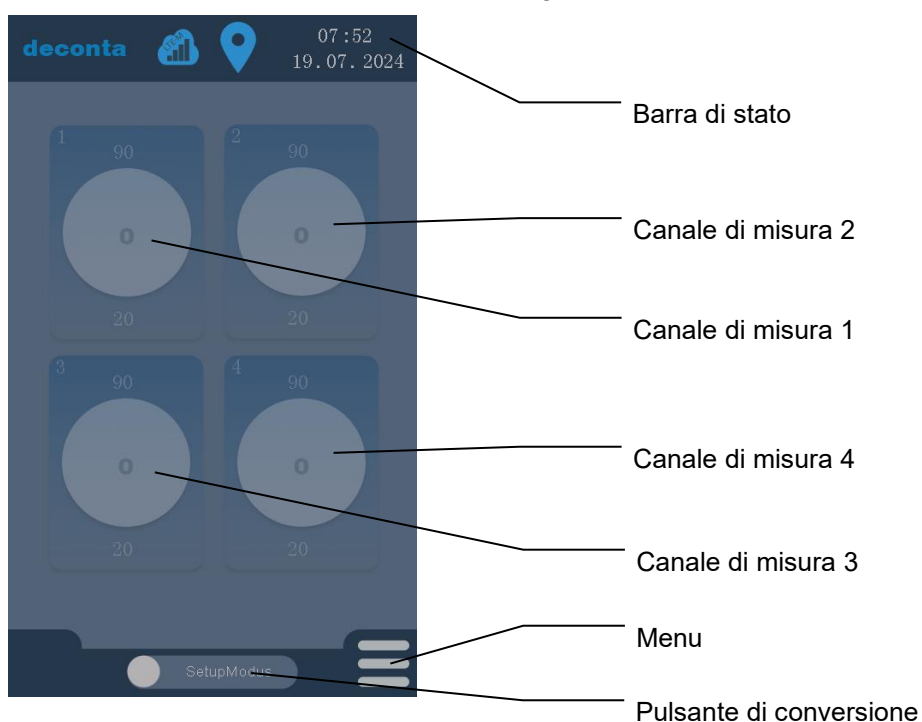 deconta
GSM
07:52
19.07.2024
Barra di stato
1
90
0
20
2
90
0
20
Canale di misura 2
Canale di misura 1
3
90
0
20
4
90
0
20
Canale di misura 4
Canale di misura 3
Menu
SetupModus
Pulsante di conversione